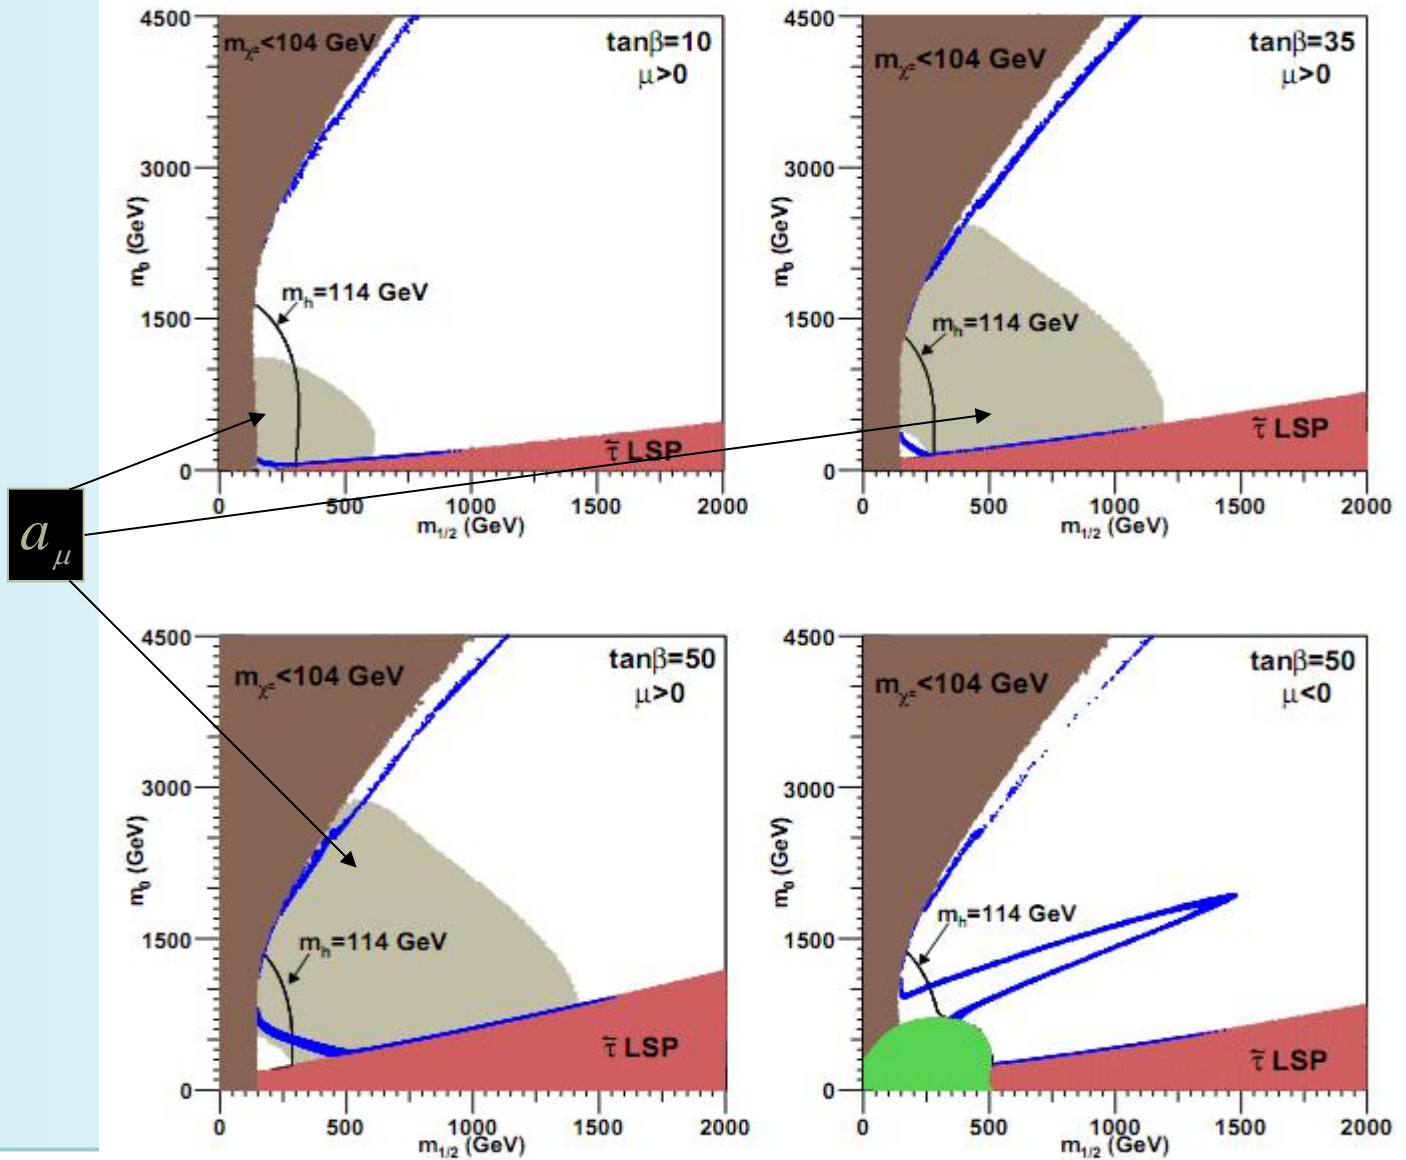 4500
m_χ±<104 GeV
tanβ=10
μ>0
3000
m₀ (GeV)
m_h=114 GeV
1500
τ̃ LSP
0
0 500 1000 1500 2000
m_1/2 (GeV)
4500
m_χ±<104 GeV
tanβ=35
μ>0
3000
m₀ (GeV)
m_h=114 GeV
1500
τ̃ LSP
0
0 500 1000 1500 2000
m_1/2 (GeV)
a_μ
4500
m_χ±<104 GeV
tanβ=50
μ>0
3000
m₀ (GeV)
m_h=114 GeV
1500
τ̃ LSP
0
0 500 1000 1500 2000
m_1/2 (GeV)
4500
m_χ±<104 GeV
tanβ=50
μ<0
3000
m₀ (GeV)
m_h=114 GeV
1500
τ̃ LSP
0
0 500 1000 1500 2000
m_1/2 (GeV)